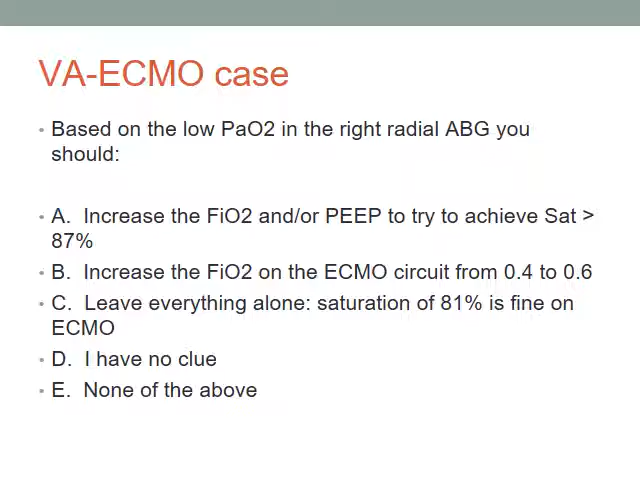 VA-ECMO case
• Based on the low PaO2 in the right radial ABG you
should:
• A. Increase the FiO2 and/or PEEP to try to achieve Sat >
87%
• B. Increase the FiO2 on the ECMO circuit from 0.4 to 0.6
• C. Leave everything alone: saturation of 81% is fine on
ECMO
• D. I have no clue
• E. None of the above